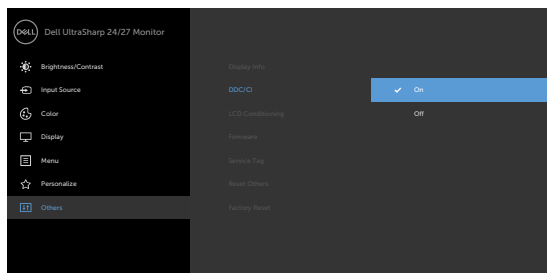 DELL Dell UltraSharp 24/27 Monitor
Brightness/Contrast
Display Info
Input Source
DDC/CI
On
Color
LCD Conditioning
Off
Display
Firmware
Menu
Service Tag
Personalize
Reset Others
Others
Factory Reset